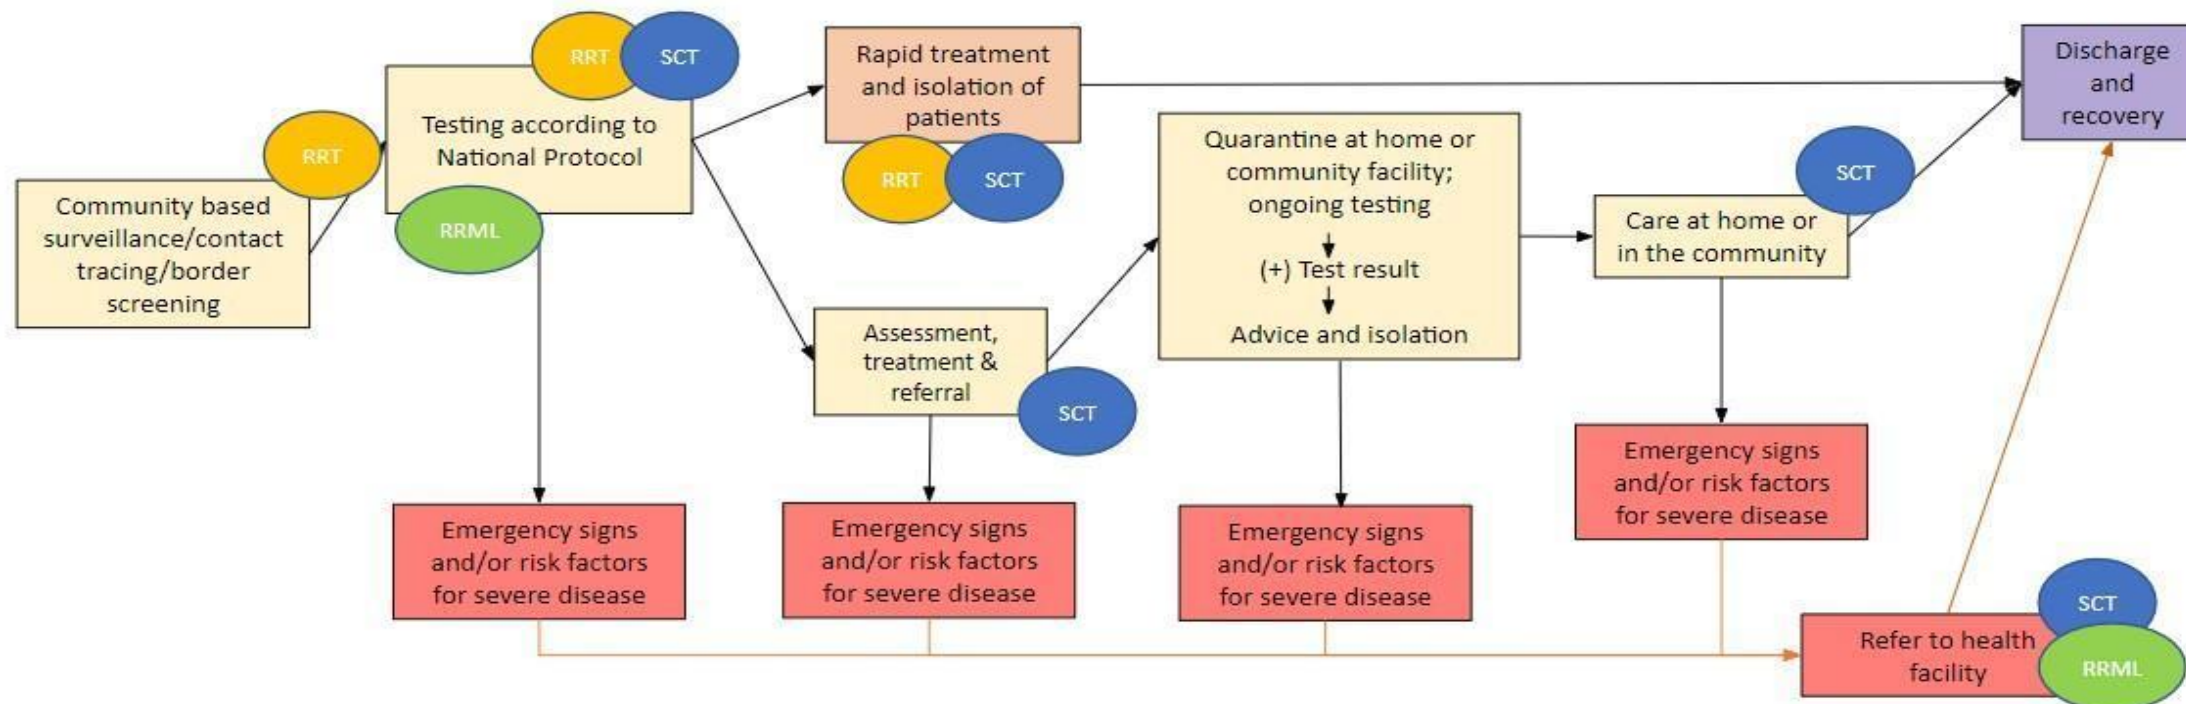 RRT
SCT
Rapid treatment
and isolation of
patients
Discharge
and
recovery
Testing according to
National Protocol
RRT
RRT
SCT
Quarantine at home or
community facility;
ongoing testing
(+) Test result
Advice and isolation
SCT
Community based
surveillance/contact
tracing/border
screening
RRML
Care at home or
in the community
Assessment,
treatment &
referral
SCT
Emergency signs
and/or risk factors
for severe disease
Emergency signs
and/or risk factors
for severe disease
Emergency signs
and/or risk factors
for severe disease
Emergency signs
and/or risk factors
for severe disease
SCT
Refer to health
facility
RRML